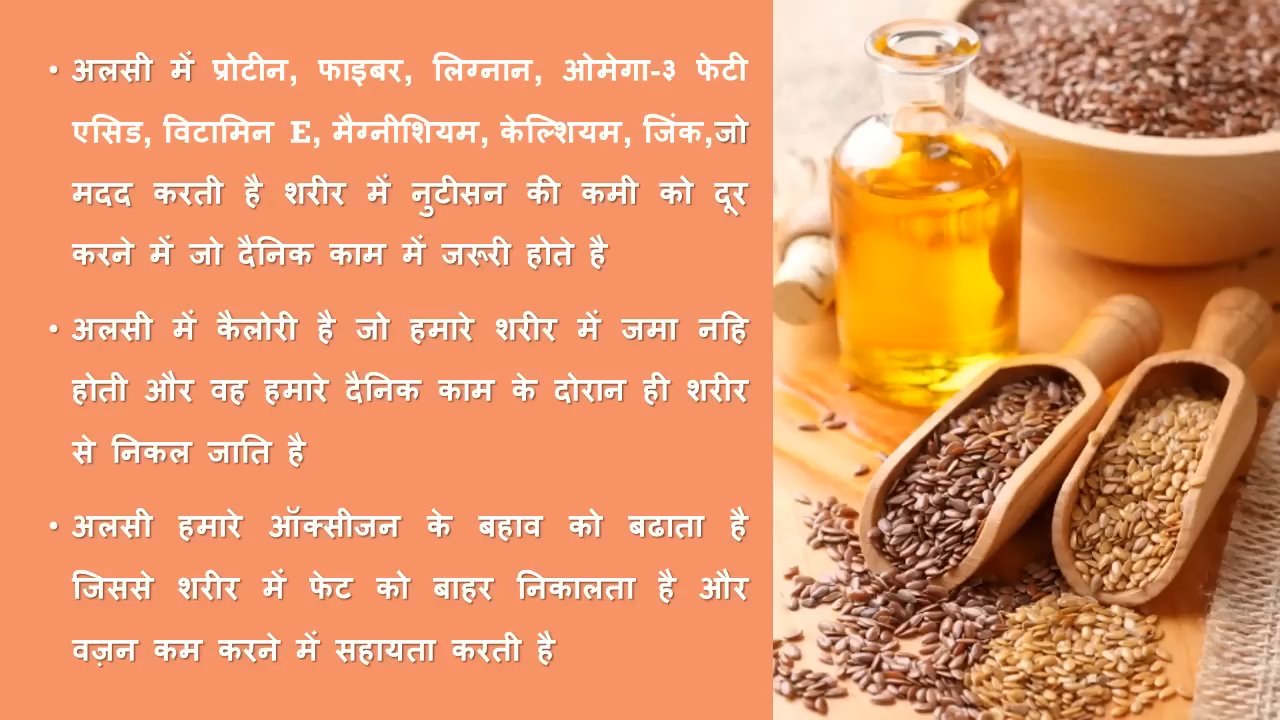 • अलसी में प्रोटीन, फाइबर, लिग्नान, ओमेगा-३ फेटी
एसिड, विटामिन E, मैग्नीशियम, केल्शियम, जिंक,जो
मदद करती है शरीर में नुटीसन की कमी को दूर
करने में जो दैनिक काम में जरूरी होते है
• अलसी में कैलोरी है जो हमारे शरीर में जमा नहि
होती और वह हमारे दैनिक काम के दोरान ही शरीर
से निकल जाति है
• अलसी हमारे ऑक्सीजन के बहाव को बढाता है
जिससे शरीर में फेट को बाहर निकालता है और
वज़न कम करने में सहायता करती है